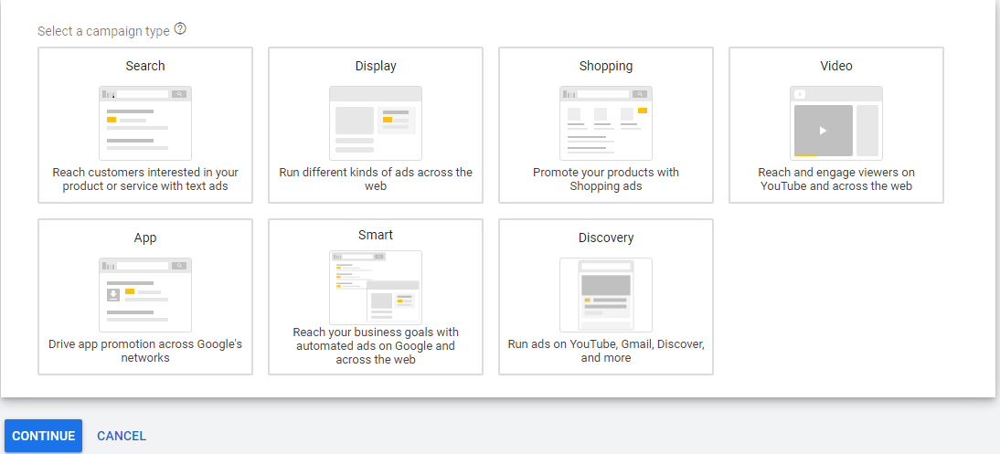 Select a campaign type ?
Search
Reach customers interested in your
product or service with text ads
Display
Run different kinds of ads across the
web
Shopping
Promote your products with
Shopping ads
Video
Reach and engage viewers on
YouTube and across the web
App
Drive app promotion across Google's
networks
Smart
Reach your business goals with
automated ads on Google and
across the web
Discovery
Run ads on YouTube, Gmail, Discover,
and more
CONTINUE
CANCEL